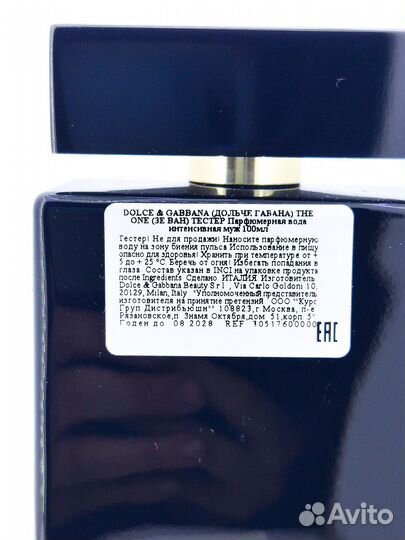 DOLCE & GABBANA (ДОЛЬЧЕ ГАБАНА) THE
ONE (ЗЕ ВАН) ТЕСТЕР Парфюмерная вода
интенсивная муж 100мл
Тестер! Не для продажи! Наносите парфюмерную
воду на зону биения пульса Использование в пищу
опасно для здоровья! Хранить при температуре от +
5 до + 25 °С Беречь от огня! Избегать попадания в
глаза Состав указан в INCI на упаковке продукта
после Ingredients Сделано ИТАЛИЯ Изготовитель
Dolce & Gabbana Beauty S r l , Via Carlo Goldoni 10,
20129, Milan, Italy "Уполномоченный представитель
изготовителя на принятие претензий ООО "Курс
Груп Дистрибьюшн" 108823, г Москва, п-е
Рязановское,п Знамя Октября,дом 51,корп 5"
Годен до 08 2028 REF 30517600000
EAC
Avito